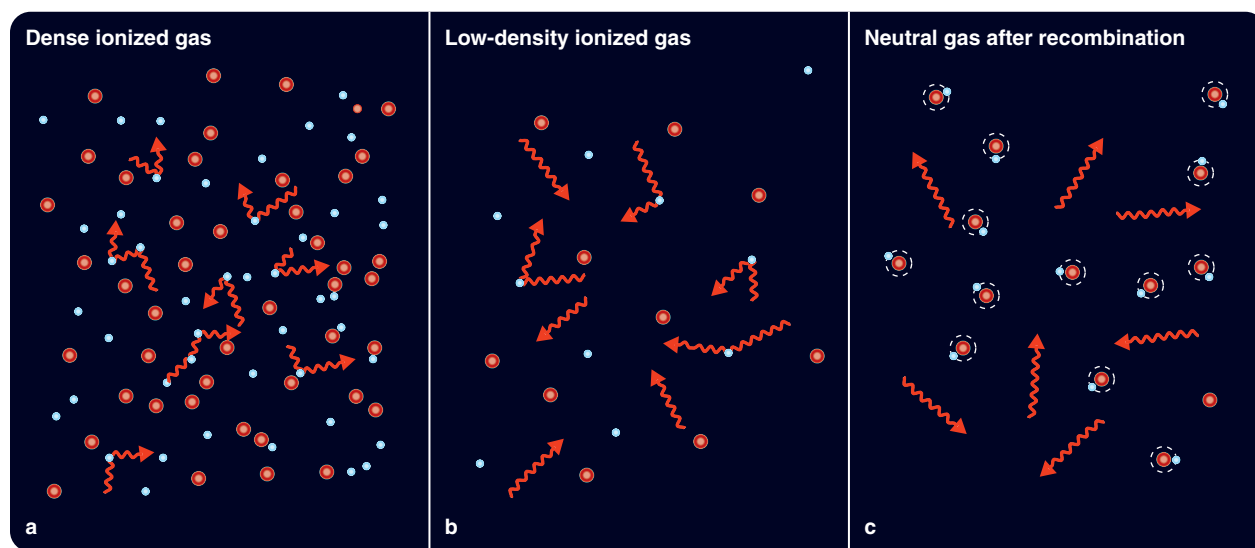 Dense ionized gas
Low-density ionized gas
Neutral gas after recombination
a
b
c